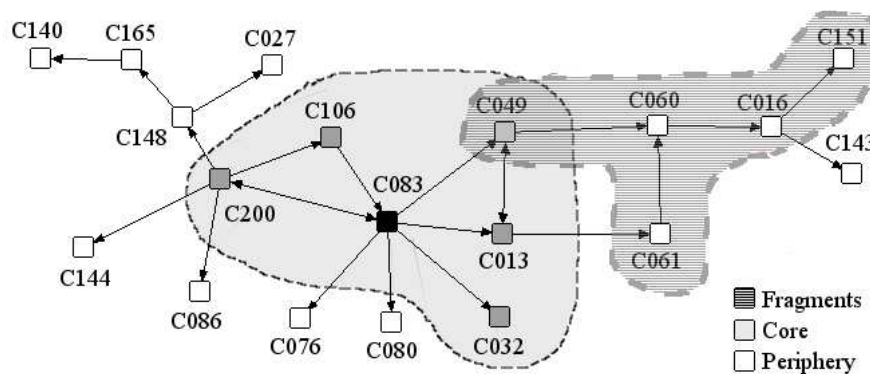 C140
C165
C027
C151
C106
C049
C060
C016
C148
C143
C083
C200
C144
C013
C061
C086
C076
C080
C032
Fragments
Core
Periphery